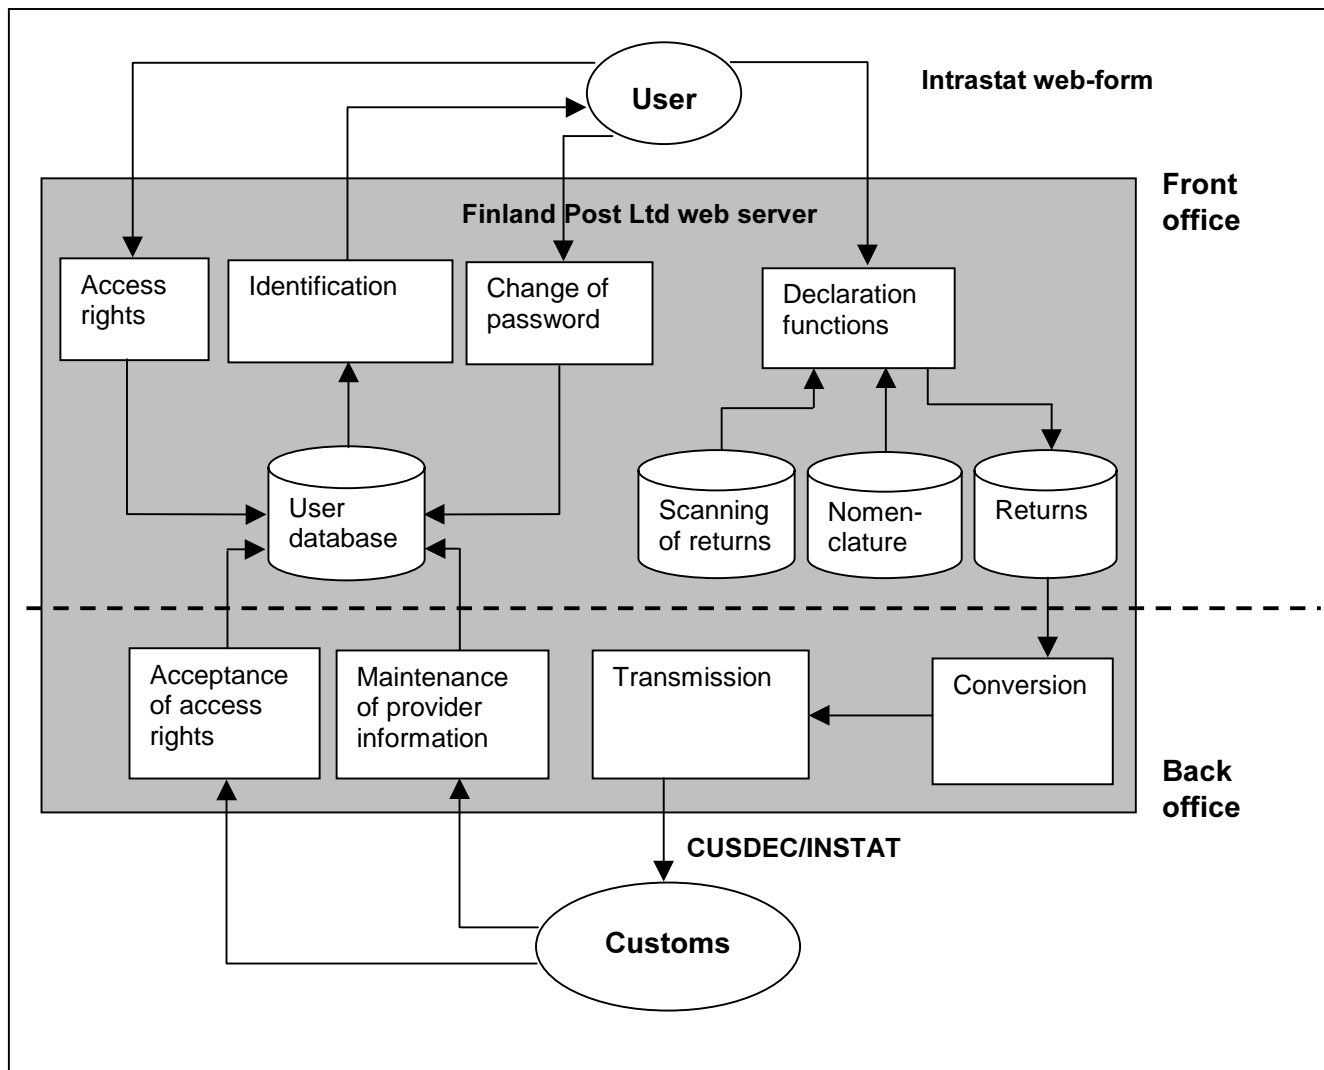 User
Intrastat web-form
Front
office
Finland Post Ltd web server
Access
rights
Identification
Change of
password
Declaration
functions
User
database
Scanning
of returns
Nomen-
clature
Returns
Acceptance
of access
rights
Maintenance
of provider
information
Transmission
Conversion
Back
office
CUSDEC/INSTAT
Customs